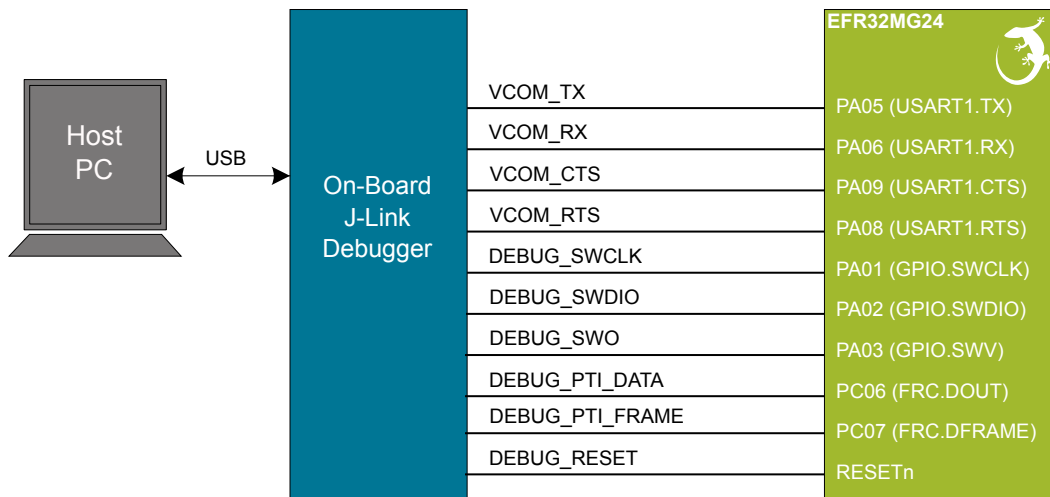 EFR32MG24
Host
PC
USB
On-Board
J-Link
Debugger
VCOM_TX
PA05 (USART1.TX)
VCOM_RX
PA06 (USART1.RX)
VCOM_CTS
PA09 (USART1.CTS)
VCOM_RTS
PA08 (USART1.RTS)
DEBUG_SWCLK
PA01 (GPIO.SWCLK)
DEBUG_SWDIO
PA02 (GPIO.SWDIO)
DEBUG_SWO
PA03 (GPIO.SWV)
DEBUG_PTI_DATA
PC06 (FRC.DOUT)
DEBUG_PTI_FRAME
PC07 (FRC.DFRAME)
DEBUG_RESET
RESETn